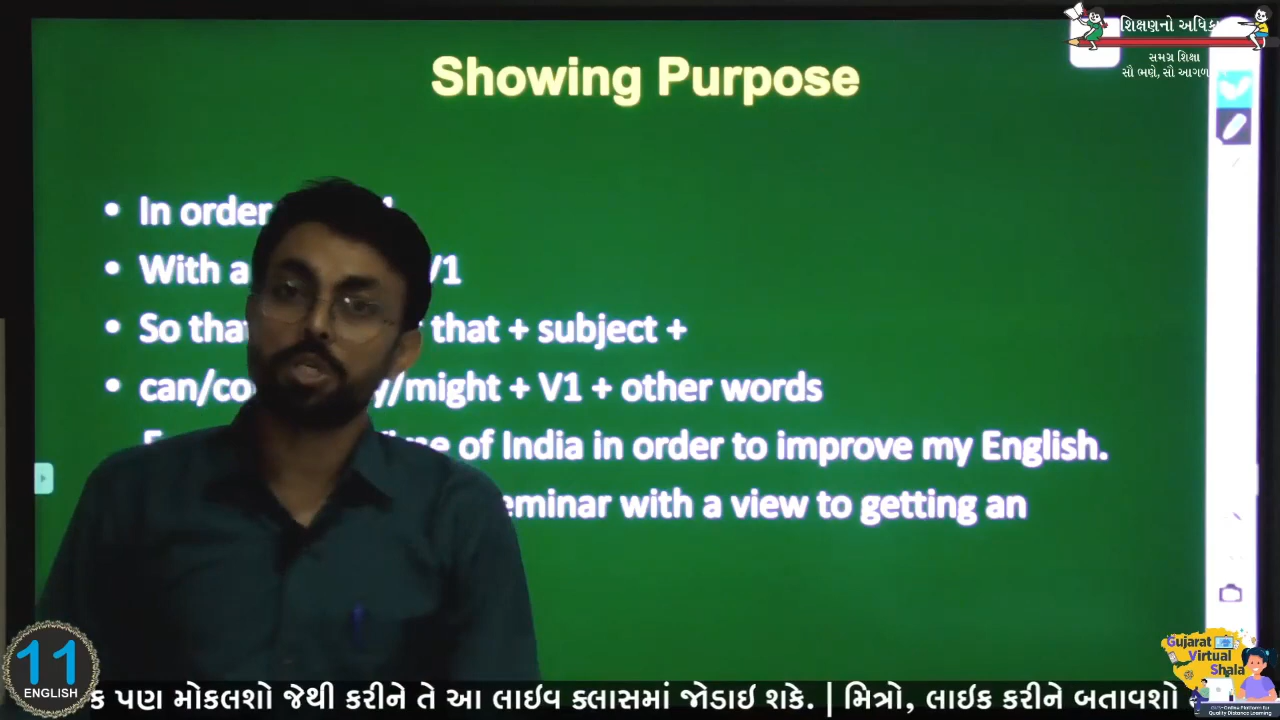 શિક્ષણનો અધિકાર
સમગ્ર શિક્ષા
સૌ ભણે, સૌ આગળ
Showing Purpose
• In order
• With a V1
• So that that + subject +
• can/co /might + V1 + other words
of India in order to improve my English.
eminar with a view to getting an
11
ENGLISH
Gujarat
Virtual
Shala
ક પણ મોકલશો જેથી કરીને તે આ લાઇવ ક્લાસમાં જોડાઇ શકે. | મિત્રો, લાઇક કરીને બતાવશો